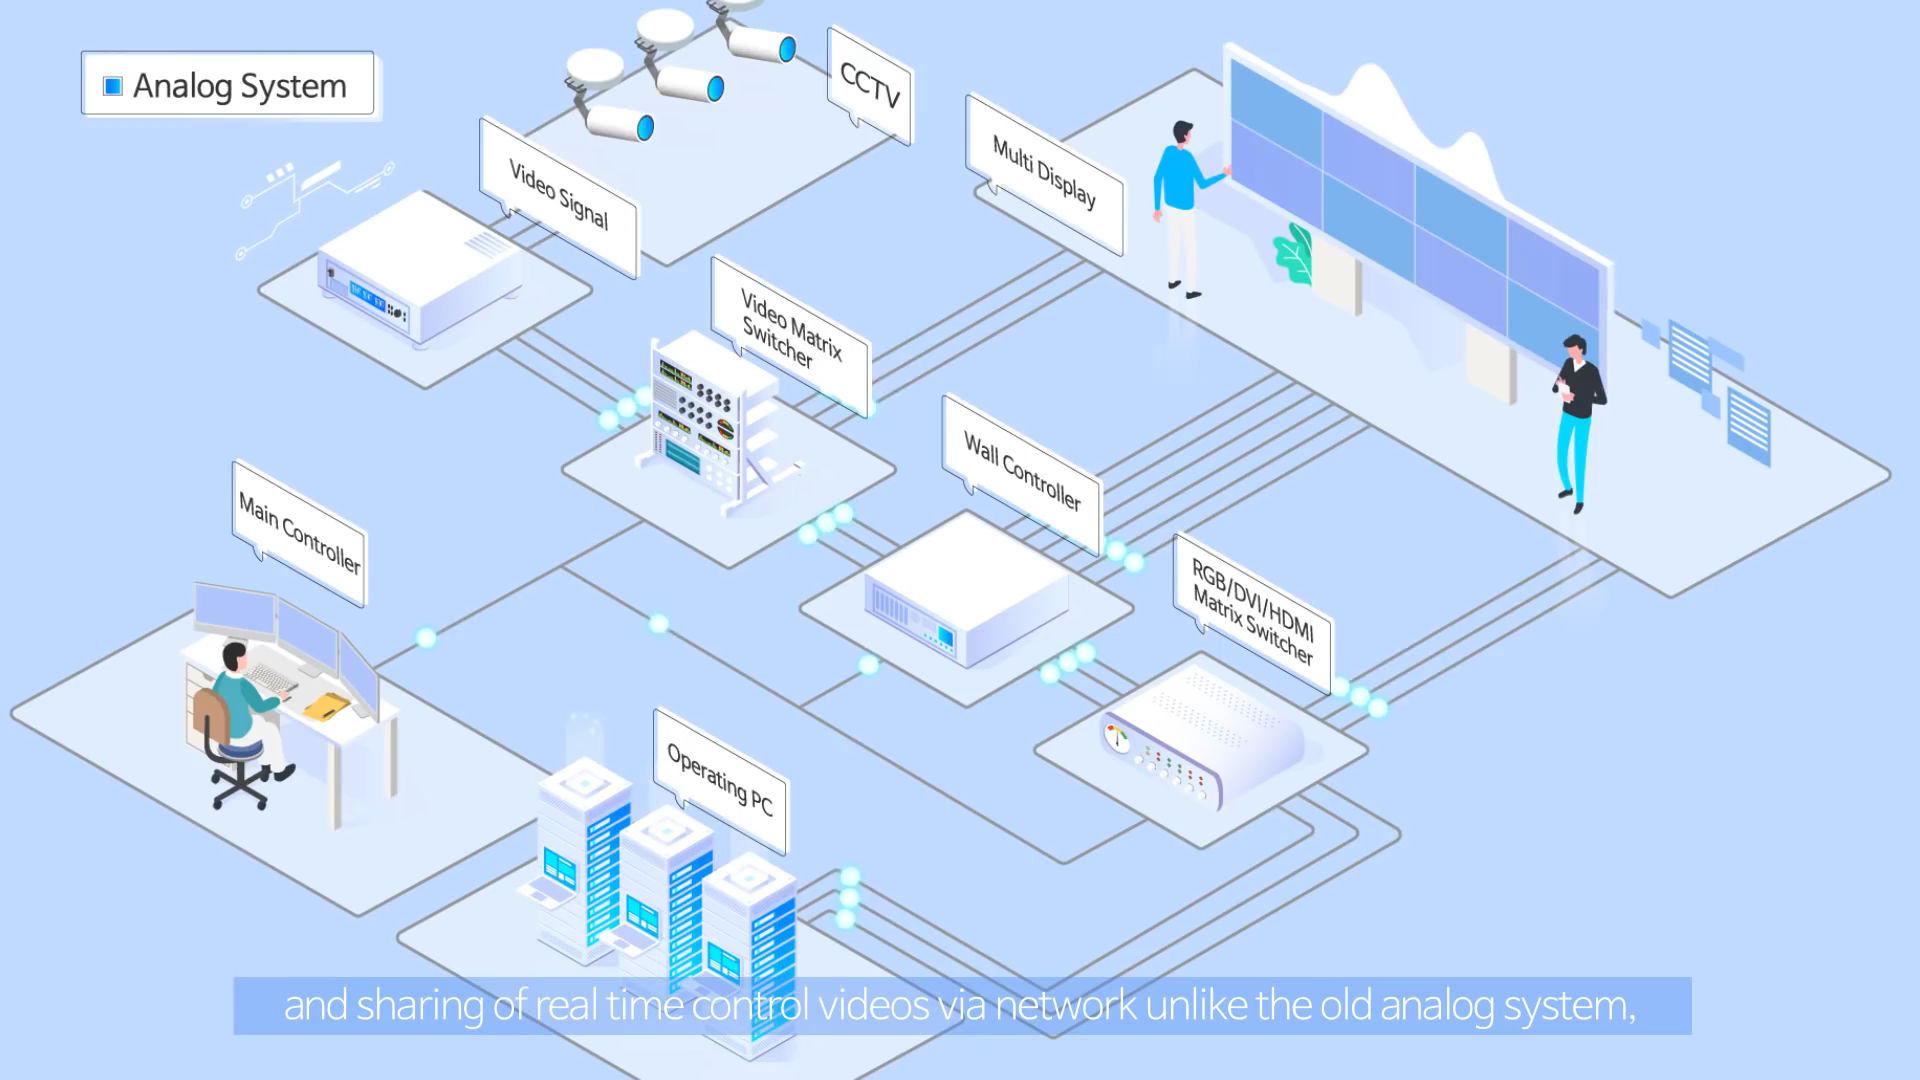 Analog System
CCTV
Video Signal
Multi Display
Video Matrix
Switcher
Wall Controller
Main Controller
RGB/DVI/HDMI
Matrix Switcher
Operating PC
and sharing of real time control videos via network unlike the old analog system,